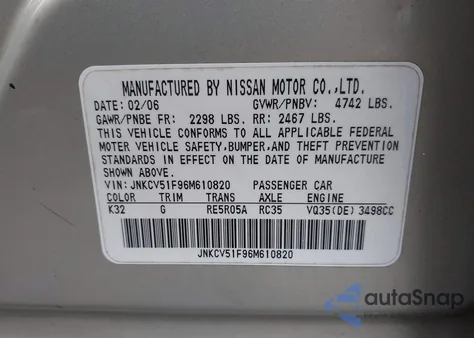 MANUFACTURED BY NISSAN MOTOR CO.,LTD.
DATE: 02/06 GVWR/PNBV: 4742 LBS.
GAWR/PNBE FR: 2298 LBS. RR: 2467 LBS.
THIS VEHICLE CONFORMS TO ALL APPLICABLE FEDERAL
MOTOR VEHICLE SAFETY,BUMPER,AND THEFT PREVENTION
STANDARDS IN EFFECT ON THE DATE OF MANUFACTURE
SHOWN ABOVE.
VIN: JNKCV51F96M610820 PASSENGER CAR
COLOR TRIM TRANS AXLE ENGINE
K32 G RE5R05A RC35 VQ35(DE) 3498CC
JNKCV51F96M610820
autoSnap